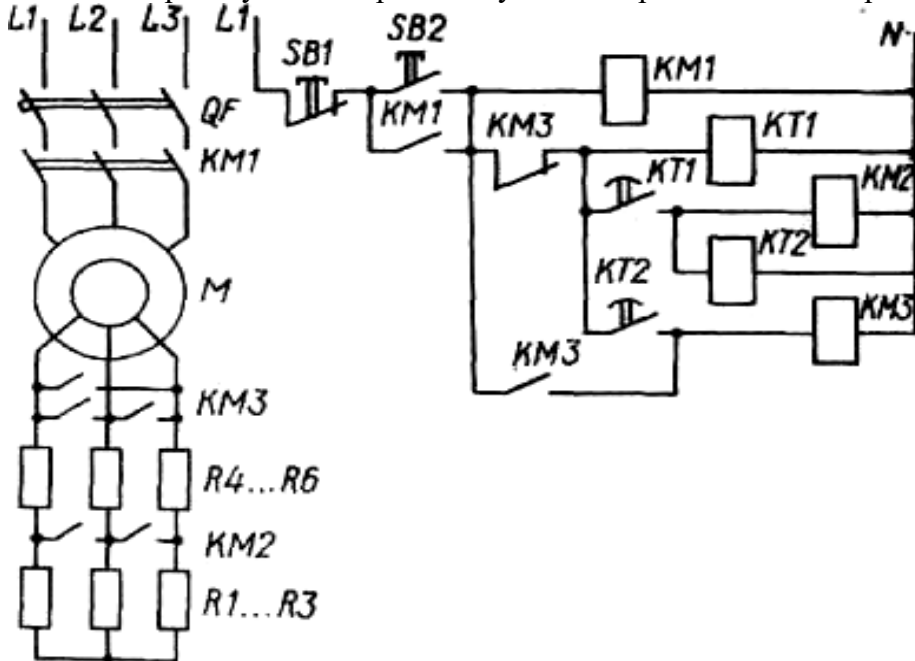 L1 L2 L3 L1
N
SB1
SB2
KM1
QF
KM1
KM3
KT1
KM1
KT1
KM2
KT2
M
KT2
KM3
KM3
KM3
R4...R6
KM2
R1...R3